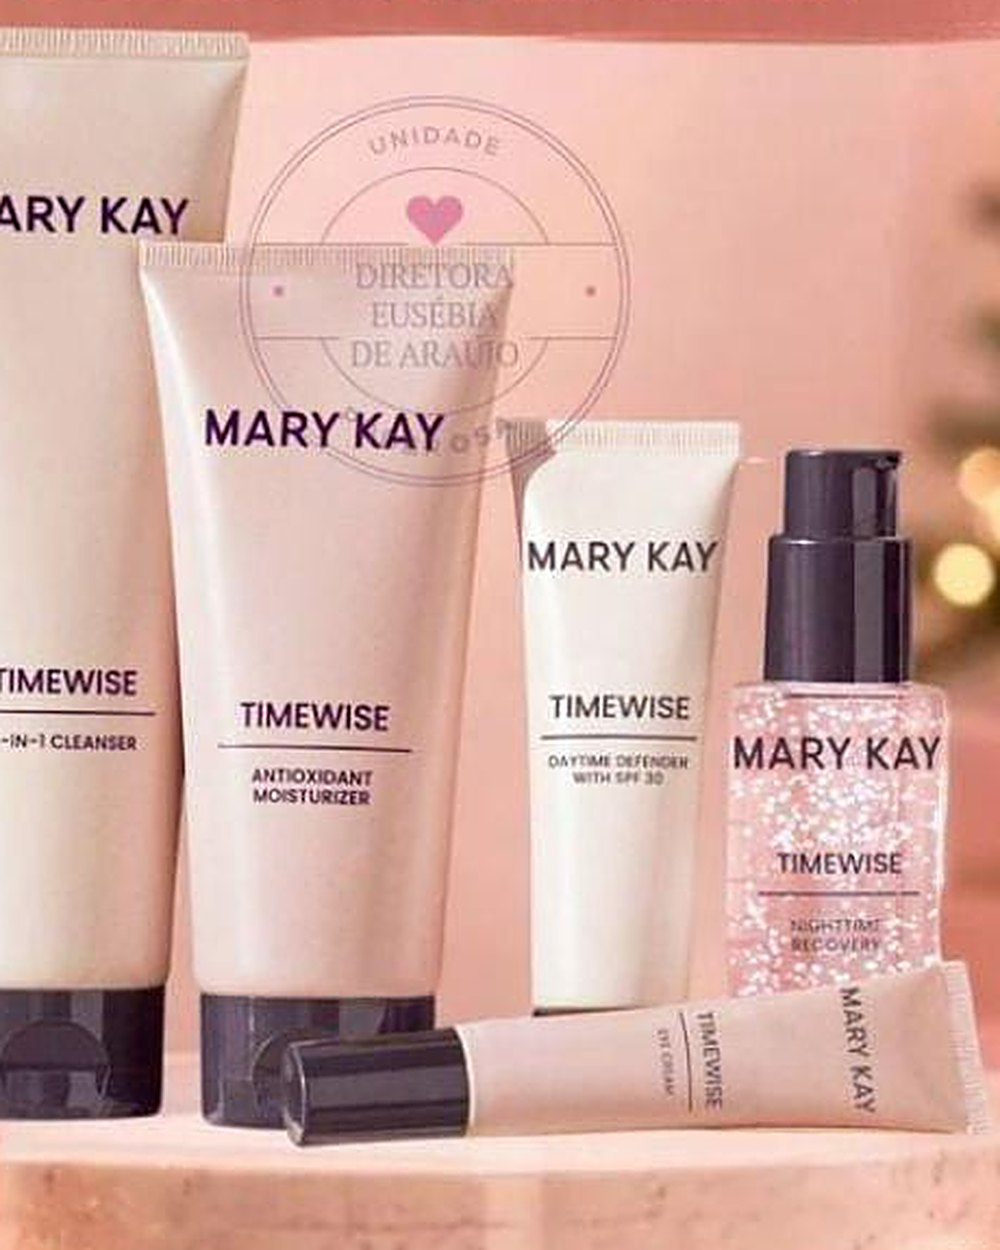 ARY KAY
TIMEWISE
-IN-1 CLEANSER
UNIDADE
DIRETORA
EUSÉBIA
DE ARAUJO
MARY KAY
TIMEWISE
ANTIOXIDANT
MOISTURIZER
MARY KAY
TIMEWISE
DAYTIME DEFENDER
WITH SPF 30
MARY KAY
TIMEWISE
NIGHTTIME
RECOVERY
MARY KAY
TIMEWISE
EYE CREAM